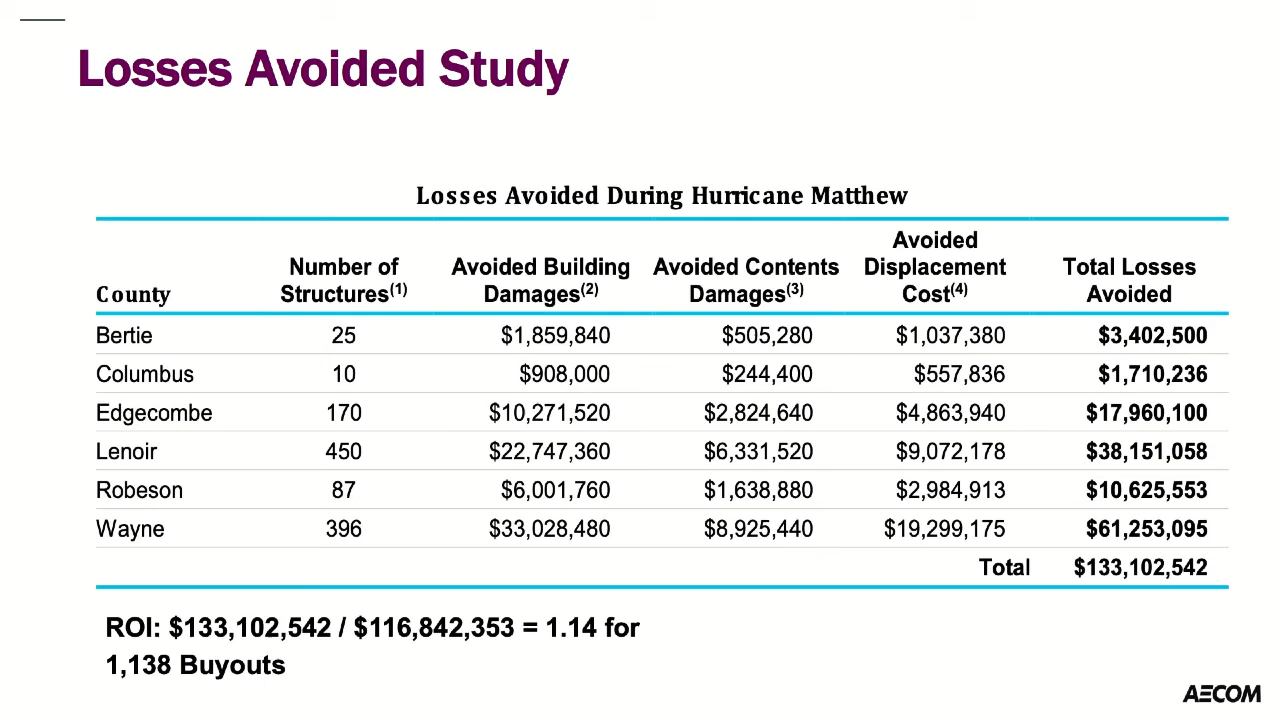 Losses Avoided Study
Losses Avoided During Hurricane Matthew
County Number of Structures(1) Avoided Building Damages(2) Avoided Contents Damages(3) Avoided Displacement Cost(4) Total Losses Avoided
Bertie 25 $1,859,840 $505,280 $1,037,380 $3,402,500
Columbus 10 $908,000 $244,400 $557,836 $1,710,236
Edgecombe 170 $10,271,520 $2,824,640 $4,863,940 $17,960,100
Lenoir 450 $22,747,360 $6,331,520 $9,072,178 $38,151,058
Robeson 87 $6,001,760 $1,638,880 $2,984,913 $10,625,553
Wayne 396 $33,028,480 $8,925,440 $19,299,175 $61,253,095
Total $133,102,542
ROI: $133,102,542 / $116,842,353 = 1.14 for
1,138 Buyouts
AECOM